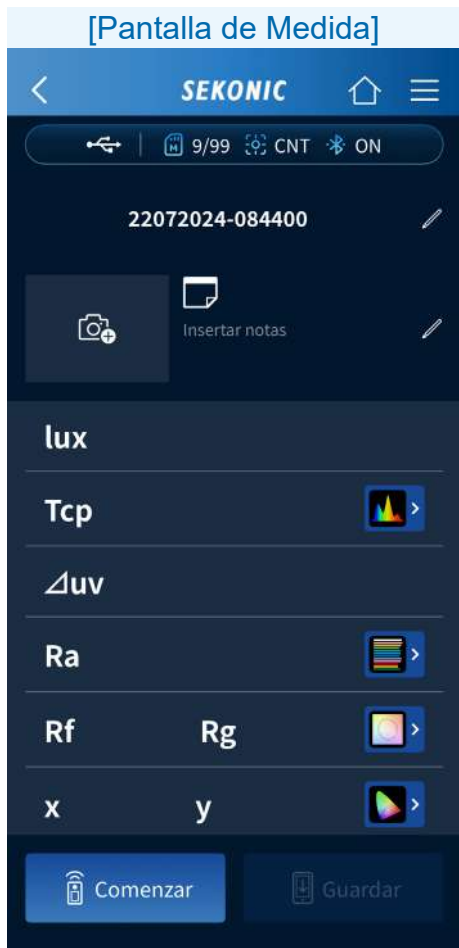 [Pantalla de Medida]
SEKONIC
M 9/99 CNT ON
22072024-084400
Insertar notas
lux
Tcp
⊿uv
Ra
Rf Rg
x y
Comenzar Guardar